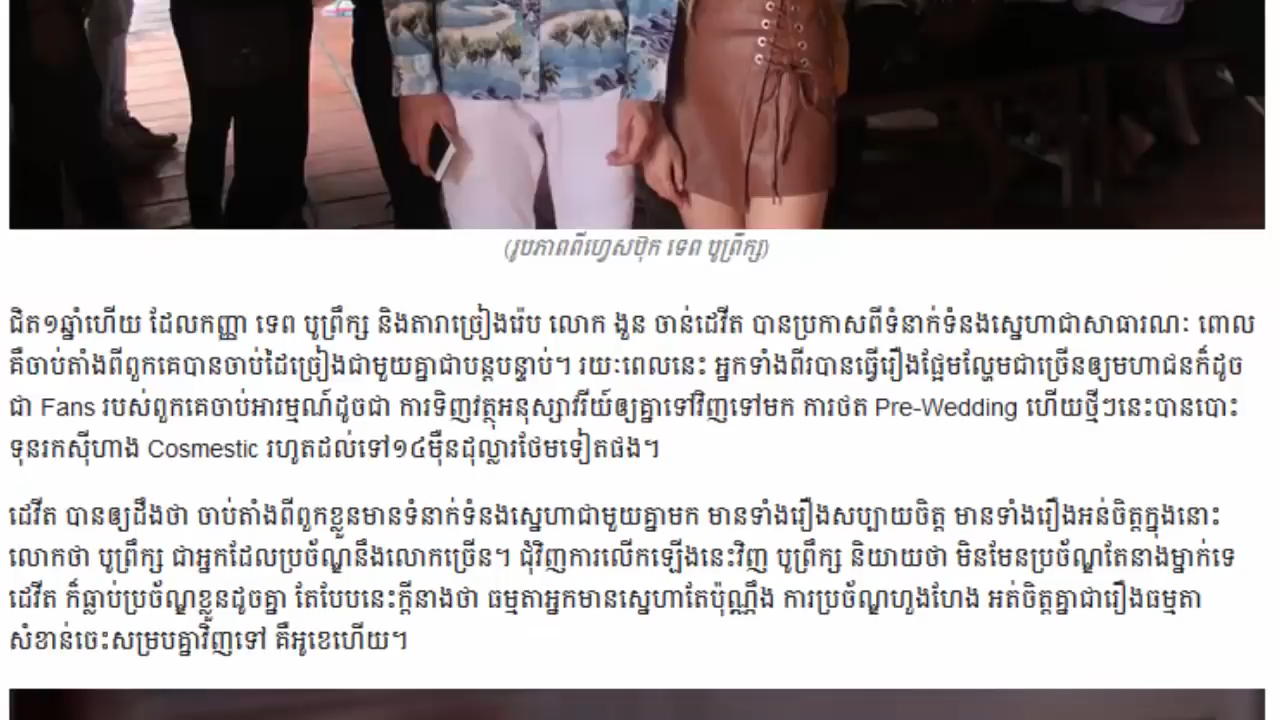 (រូបភាពពីហ្វេសប៊ុក ទេព បូព្រឹក្ស)
ជិត១ឆ្នាំហើយ ដែលកញ្ញា ទេព បូព្រឹក្ស និងតារាច្រៀងរ៉េប លោក ងួន ចាន់ដេវីត បានប្រកាសពីទំនាក់ទំនងស្នេហាជាសាធារណៈ ពោល
គឺចាប់តាំងពីពួកគេបានចាប់ដៃច្រៀងជាមួយគ្នាជាបន្តបន្ទាប់។ រយៈពេលនេះ អ្នកទាំងពីរបានធ្វើរឿងផ្អែមល្ហែមជាច្រើនឲ្យមហាជនក៏ដូច
ជា Fans របស់ពួកគេចាប់អារម្មណ៍ដូចជា ការទិញវត្ថុអនុស្សាវរីយ៍ឲ្យគ្នាទៅវិញទៅមក ការថត Pre-Wedding ហើយថ្មីៗនេះបានបោះ
ទុនរកស៊ីហាង Cosmestic រហូតដល់ទៅ១៤ម៉ឺនដុល្លារថែមទៀតផង។
ដេវីត បានឲ្យដឹងថា ចាប់តាំងពីពួកខ្លួនមានទំនាក់ទំនងស្នេហាជាមួយគ្នាមក មានទាំងរឿងសប្បាយចិត្ត មានទាំងរឿងអន់ចិត្តក្នុងនោះ
លោកថា បូព្រឹក្ស ជាអ្នកដែលប្រច័ណ្ឌនឹងលោកច្រើន។ ជុំវិញការលើកឡើងនេះវិញ បូព្រឹក្ស និយាយថា មិនមែនប្រច័ណ្ឌតែនាងម្នាក់ទេ
ដេវីត ក៏ធ្លាប់ប្រច័ណ្ឌខ្លួនដូចគ្នា តែបែបនេះក្ដីនាងថា ធម្មតាអ្នកមានស្នេហាតែប៉ុណ្ណឹង ការប្រច័ណ្ឌហួងហែង អត់ចិត្តគ្នាជារឿងធម្មតា
សំខាន់ចេះសម្របគ្នាវិញទៅ គឺអូខេហើយ។